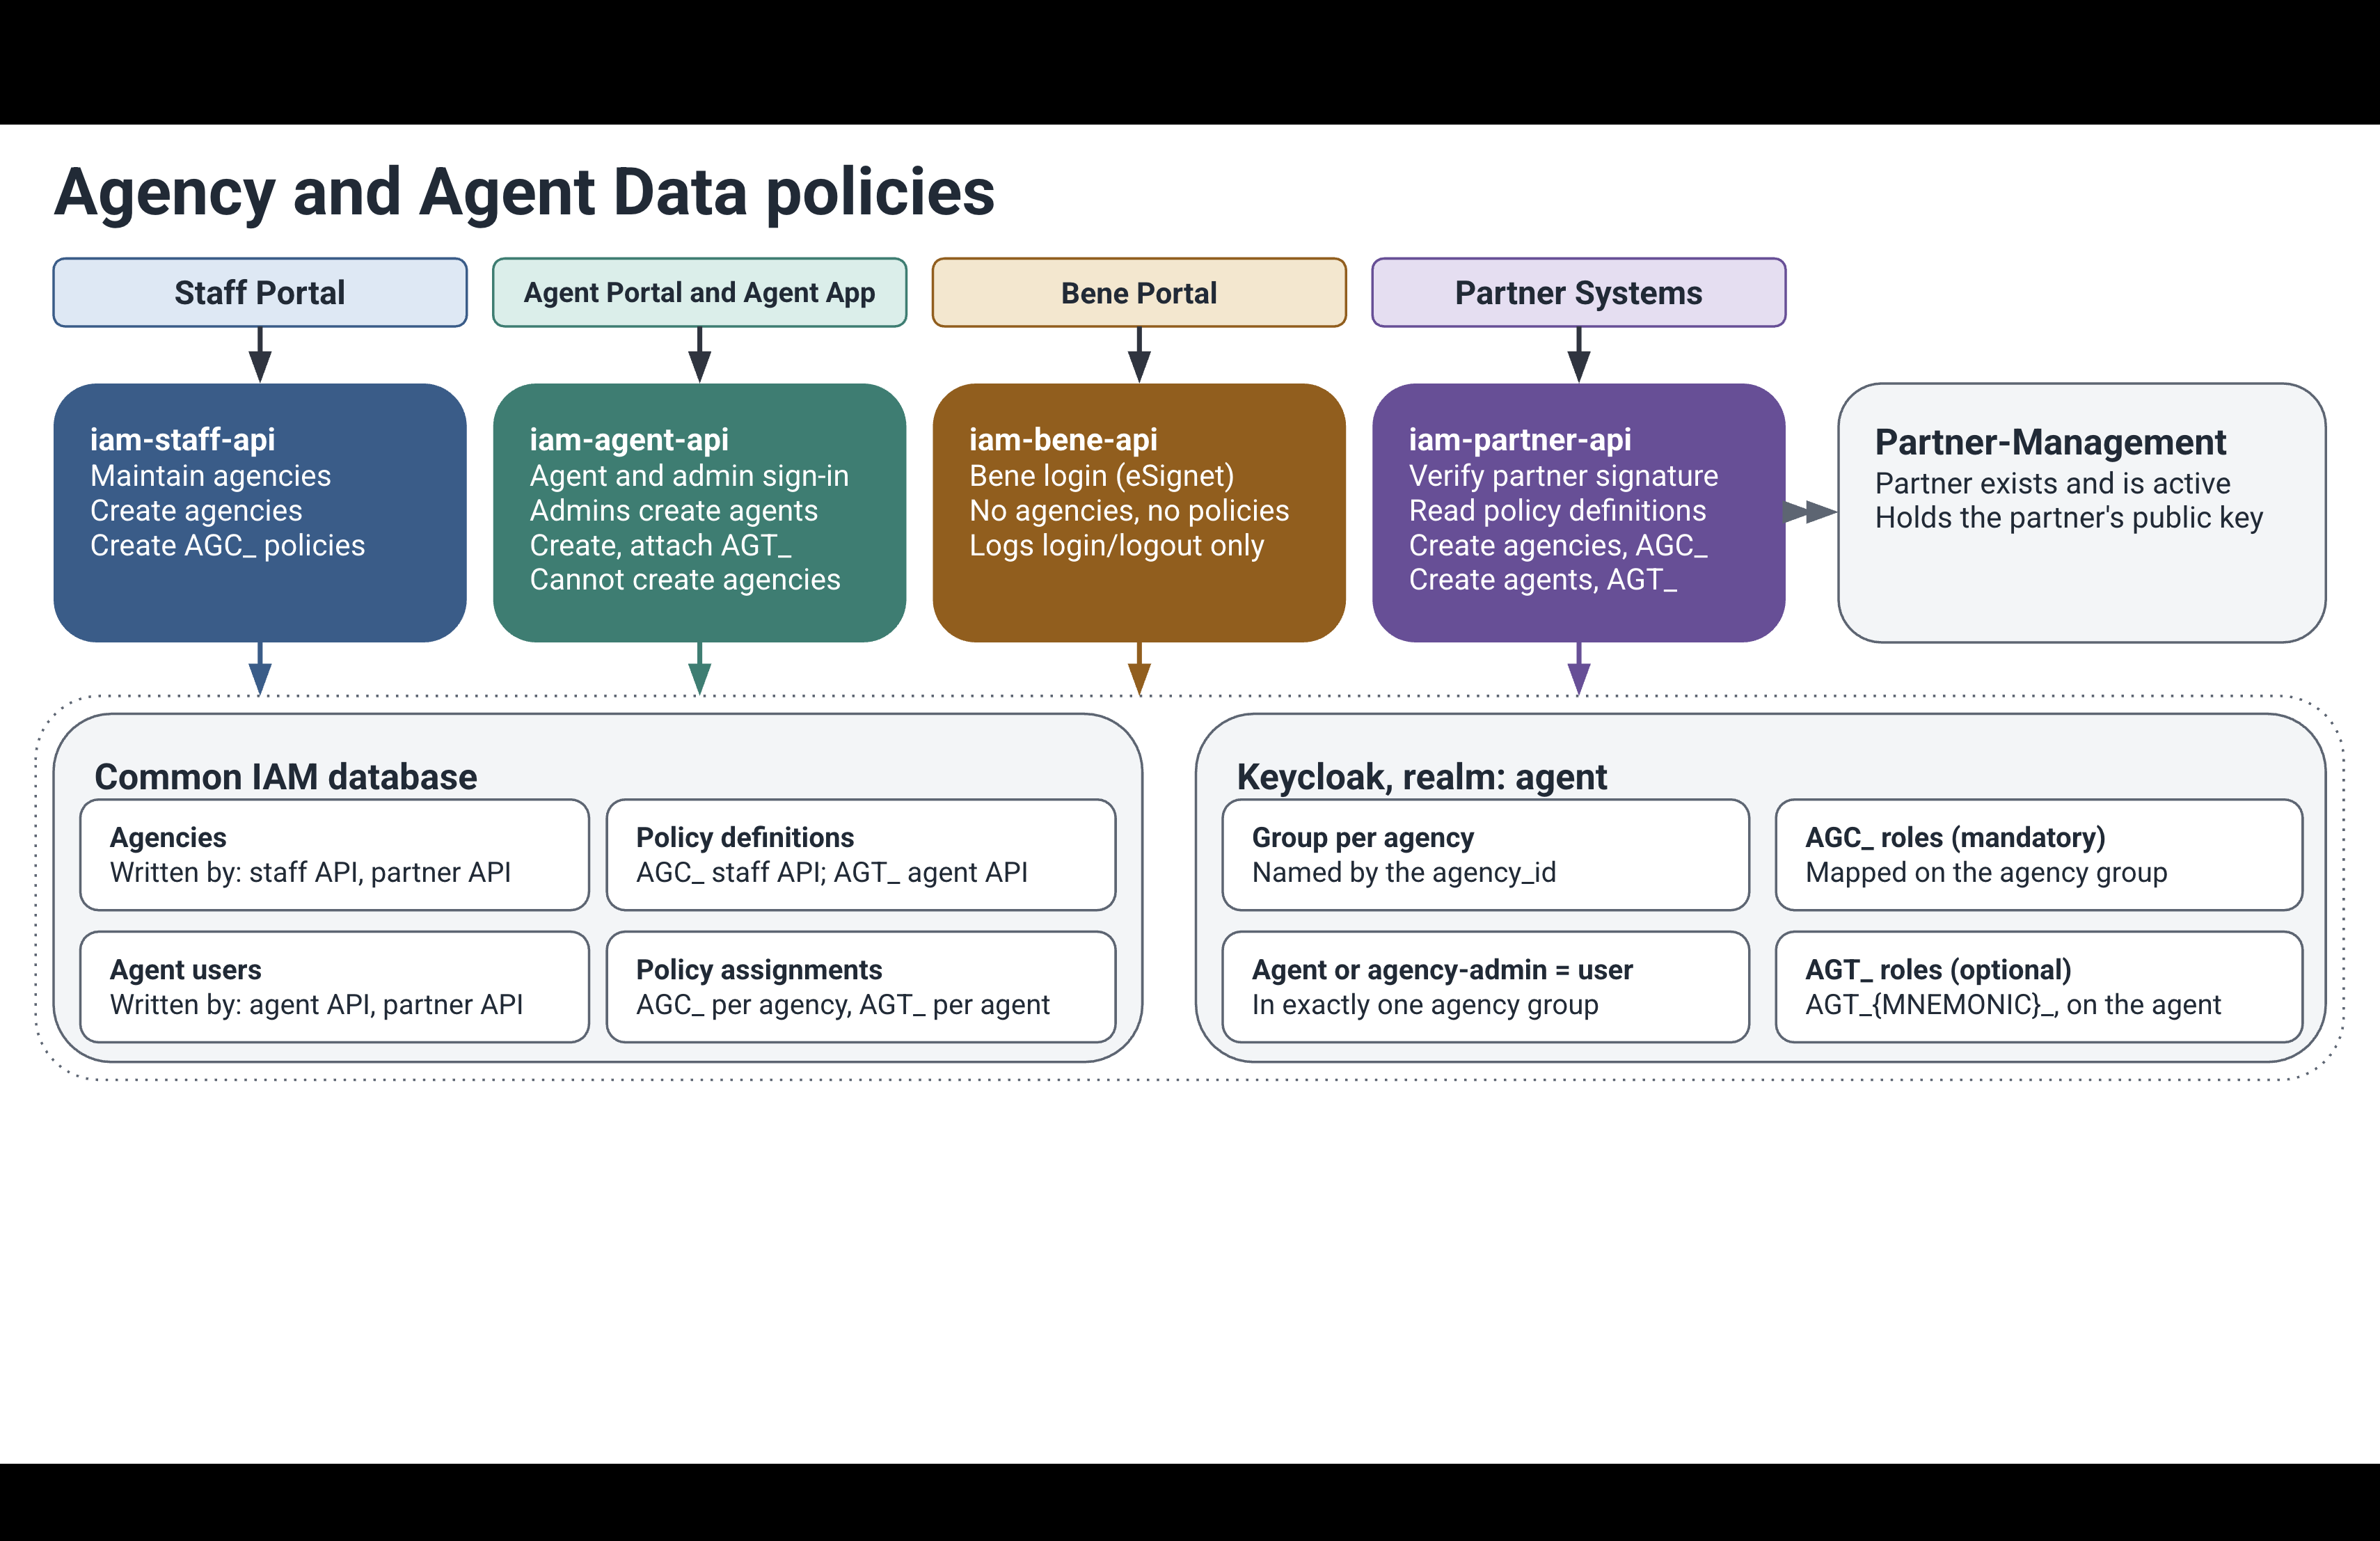 Agency and Agent Data policies
Staff Portal
Agent Portal and Agent App
Bene Portal
Partner Systems
iam-staff-api
Maintain agencies
Create agencies
Create AGC_ policies
iam-agent-api
Agent and admin sign-in
Admins create agents
Create, attach AGT_
Cannot create agencies
iam-bene-api
Bene login (eSignet)
No agencies, no policies
Logs login/logout only
iam-partner-api
Verify partner signature
Read policy definitions
Create agencies, AGC_
Create agents, AGT_
Partner-Management
Partner exists and is active
Holds the partner's public key
Common IAM database
Agencies
Written by: staff API, partner API
Policy definitions
AGC_ staff API; AGT_ agent API
Agent users
Written by: agent API, partner API
Policy assignments
AGC_ per agency, AGT_ per agent
Keycloak, realm: agent
Group per agency
Named by the agency_id
AGC_ roles (mandatory)
Mapped on the agency group
Agent or agency-admin = user
In exactly one agency group
AGT_ roles (optional)
AGT_{MNEMONIC}_, on the agent